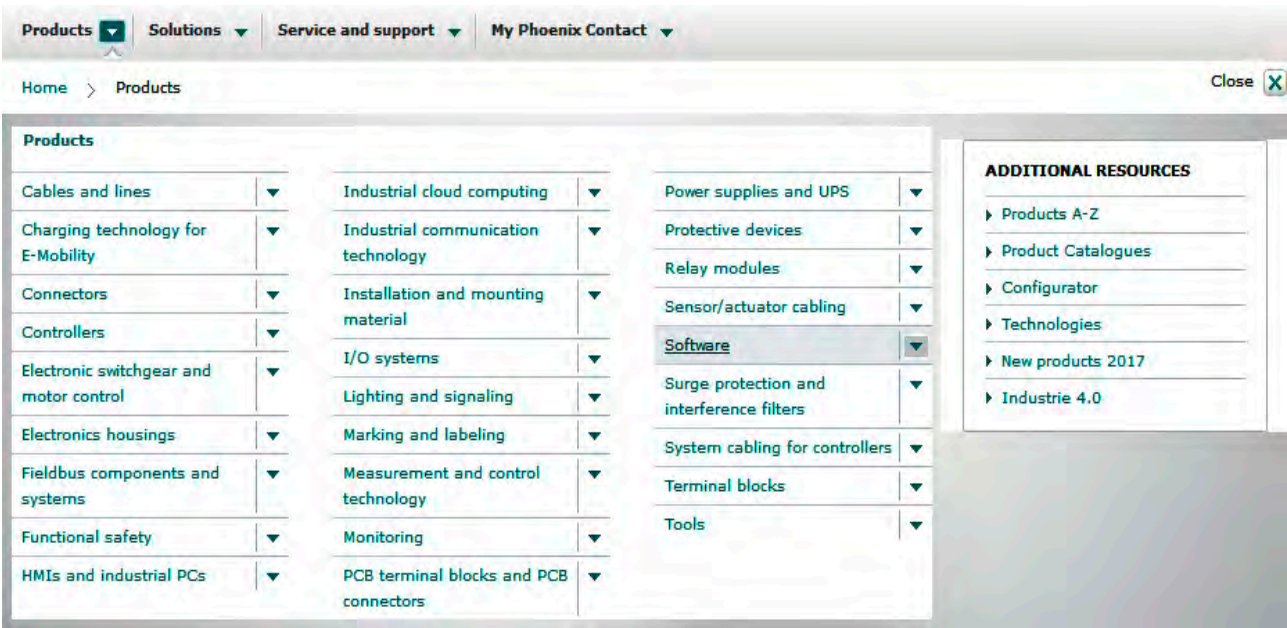 Products
Solutions
Service and support
My Phoenix Contact
Home
Products
Close
Products
Cables and lines
Charging technology for
E-Mobility
Connectors
Controllers
Electronic switchgear and
motor control
Electronics housings
Fieldbus components and
systems
Functional safety
HMIs and industrial PCs
Industrial cloud computing
Industrial communication
technology
Installation and mounting
material
I/O systems
Lighting and signaling
Marking and labeling
Measurement and control
technology
Monitoring
PCB terminal blocks and PCB
connectors
Power supplies and UPS
Protective devices
Relay modules
Sensor/actuator cabling
Software
Surge protection and
interference filters
System cabling for controllers
Terminal blocks
Tools
ADDITIONAL RESOURCES
Products A-Z
Product Catalogues
Configurator
Technologies
New products 2017
Industrie 4.0